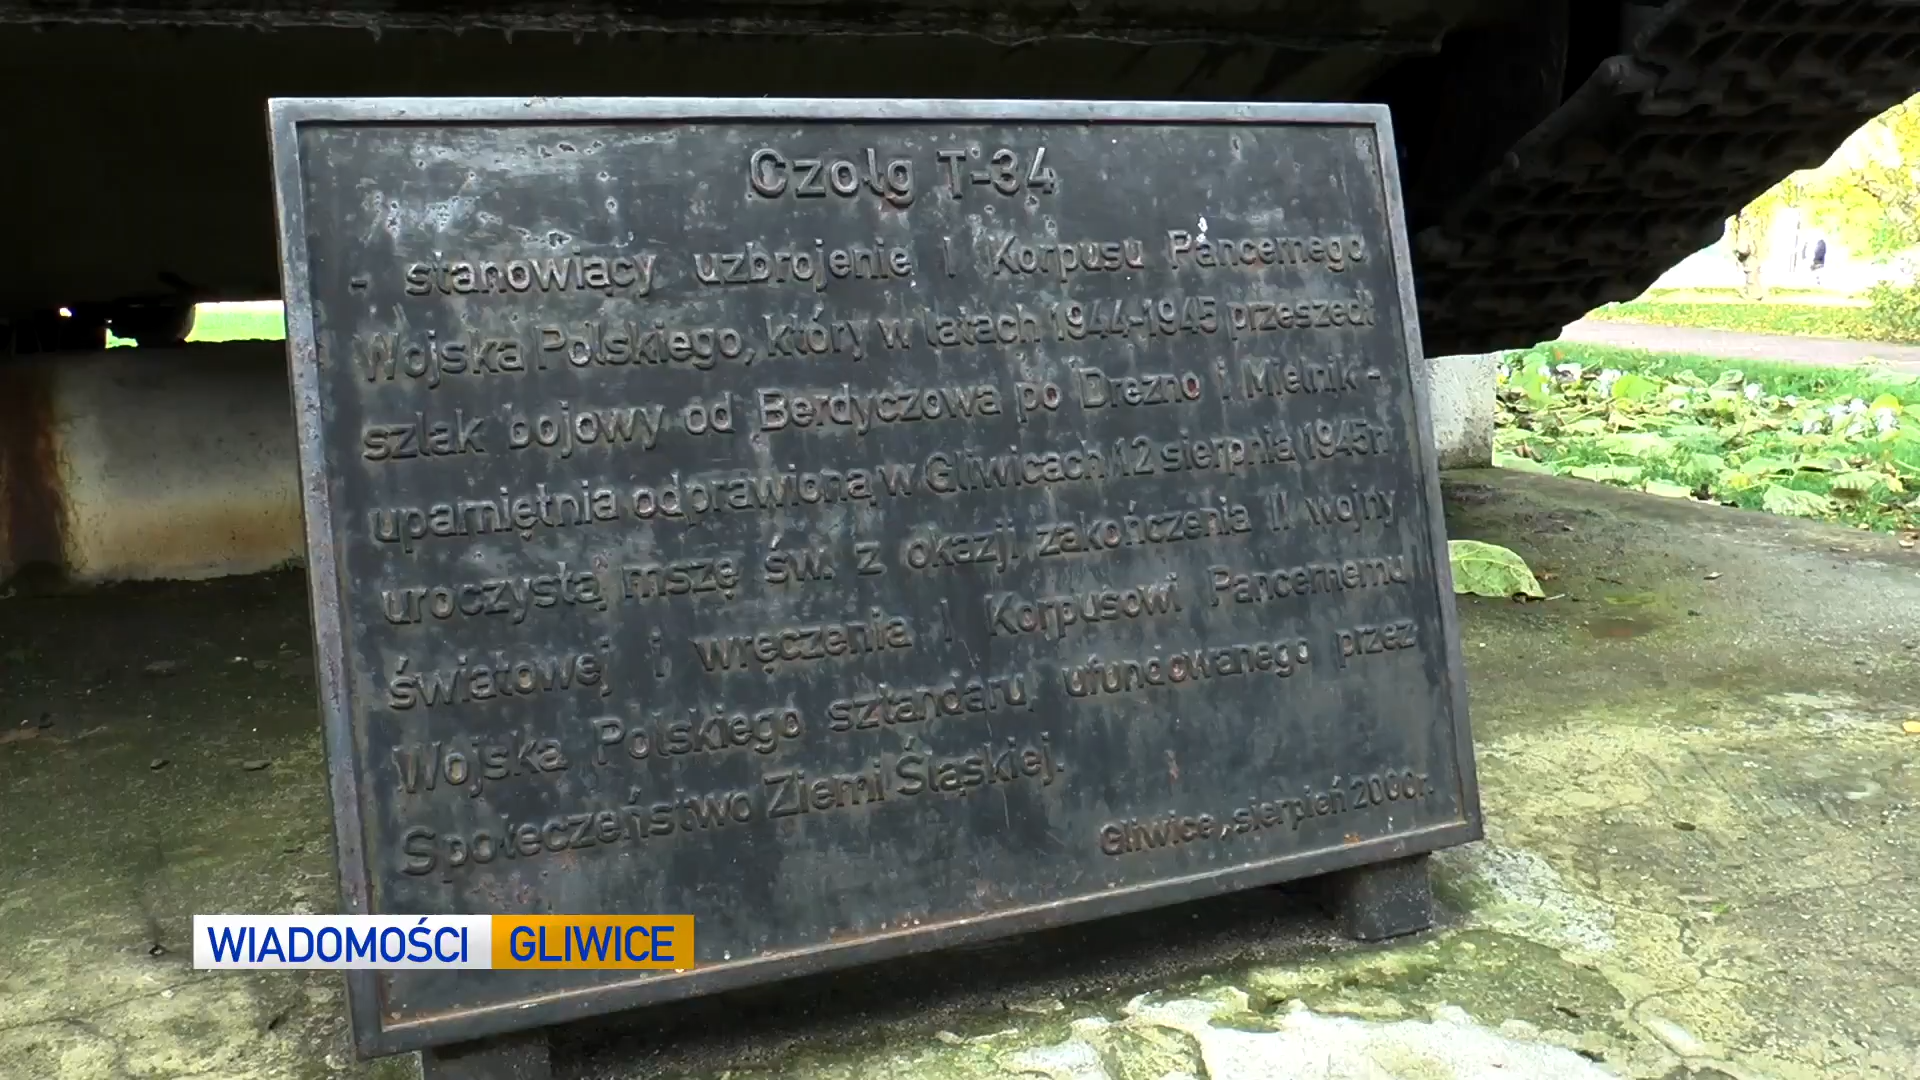 Czołg T-34
- stanowiący uzbrojenie I Korpusu Pancernego
Wojska Polskiego, który w latach 1944-1945 przeszedł
szlak bojowy od Berdyczowa po Drezno i Mielnik -
upamiętnia odprawioną w Gliwicach 12 sierpnia 1945r.
uroczystą mszę św. z okazji zakończenia II wojny
światowej i wręczenia I Korpusowi Pancernemu
Wojska Polskiego sztandaru, ufundowanego przez
Społeczeństwo Ziemi Śląskiej.
Gliwice, sierpień 2000r.
WIADOMOŚCI GLIWICE